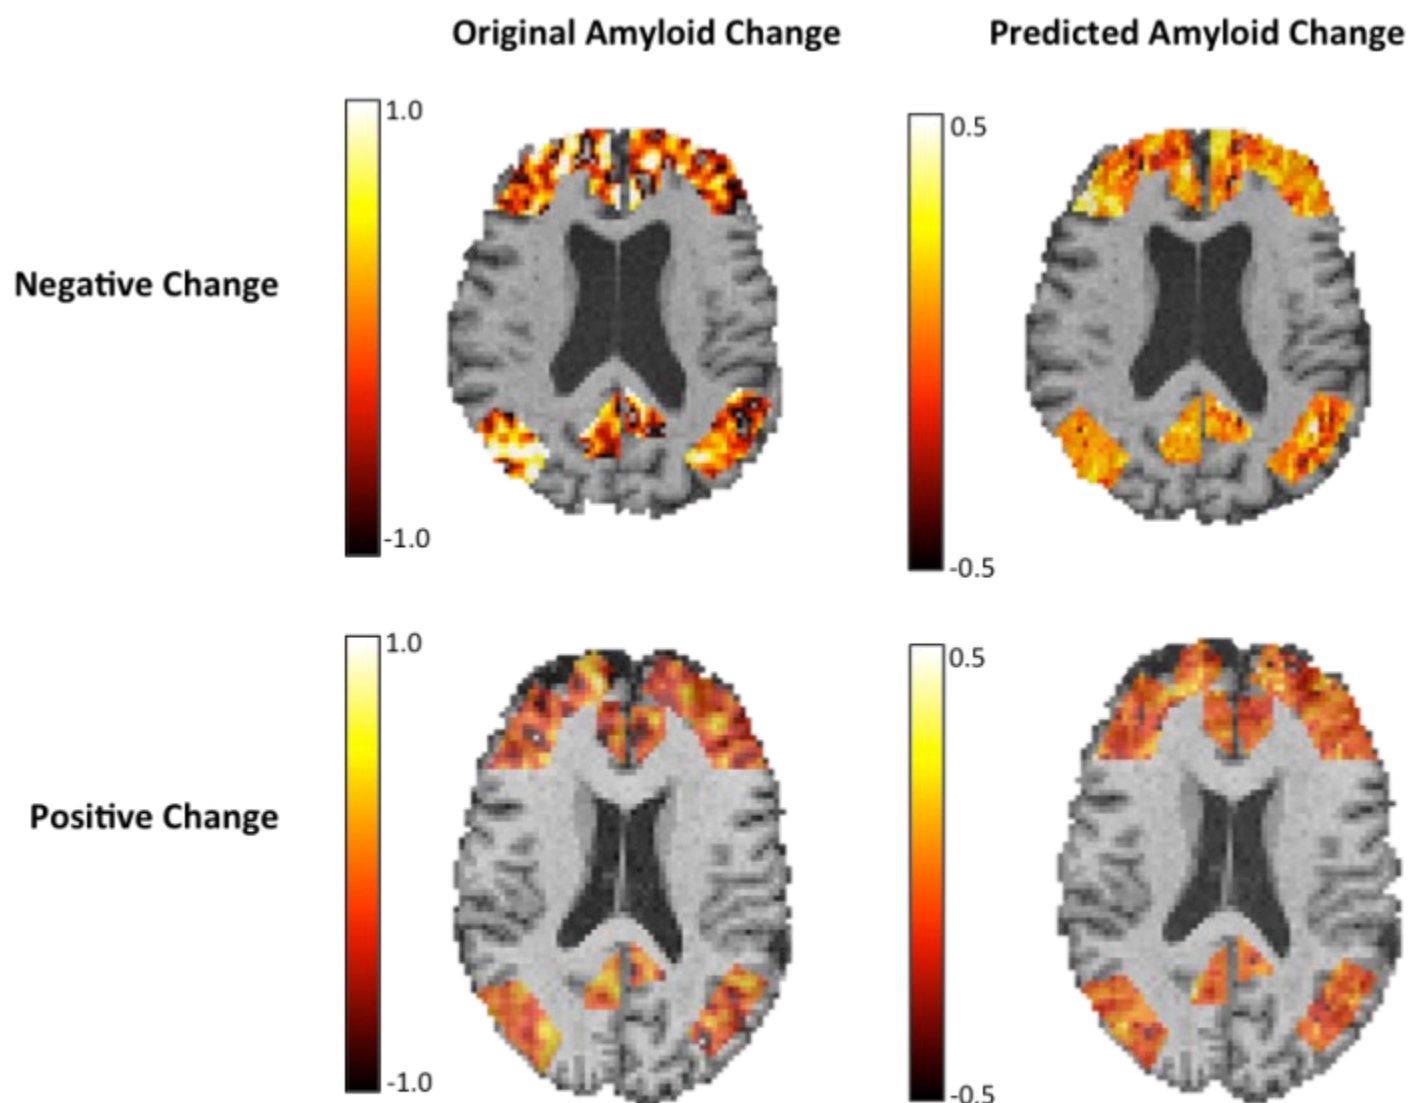 Original Amyloid Change
Predicted Amyloid Change
1.0
0.5
Negative Change
-1.0
-0.5
1.0
0.5
Positive Change
-1.0
-0.5